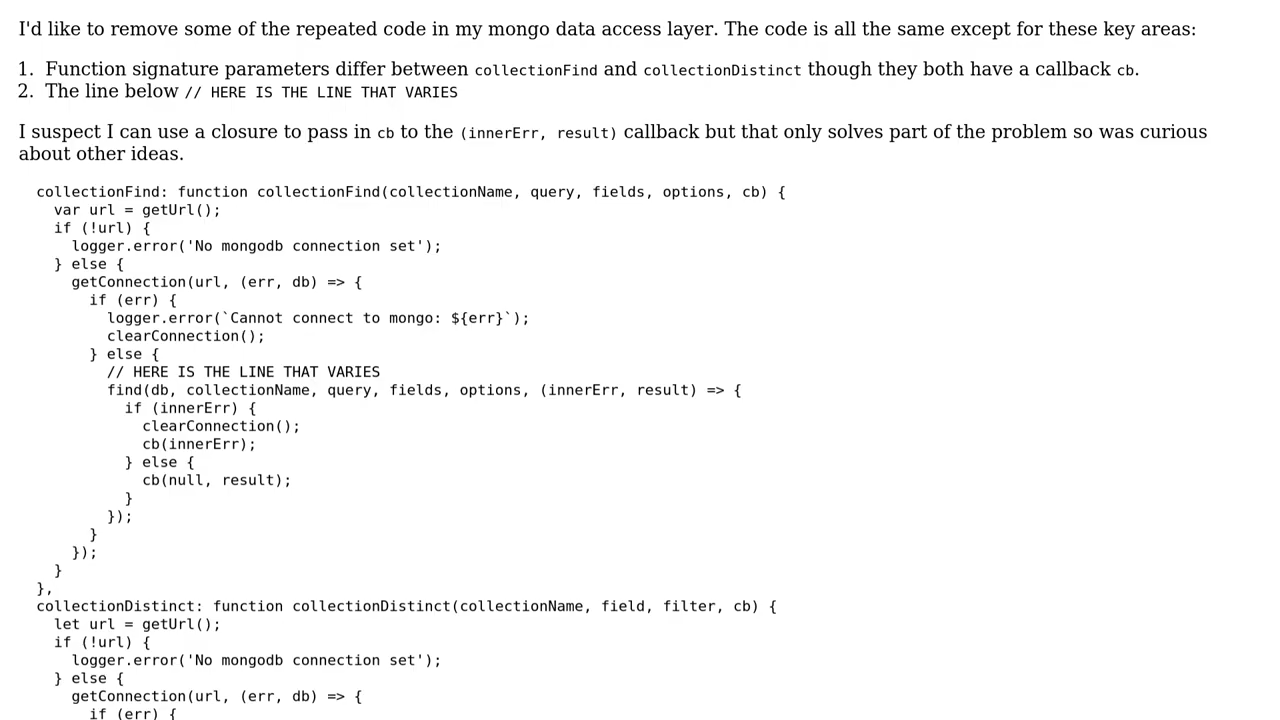 I'd like to remove some of the repeated code in my mongo data access layer. The code is all the same except for these key areas:
1. Function signature parameters differ between collectionFind and collectionDistinct though they both have a callback cb.
2. The line below // HERE IS THE LINE THAT VARIES
I suspect I can use a closure to pass in cb to the (innerErr, result) callback but that only solves part of the problem so was curious
about other ideas.
collectionFind: function collectionFind(collectionName, query, fields, options, cb) {
  var url = getUrl();
  if (!url) {
    logger.error('No mongodb connection set');
  } else {
    getConnection(url, (err, db) => {
      if (err) {
        logger.error(`Cannot connect to mongo: ${err}`);
        clearConnection();
      } else {
        // HERE IS THE LINE THAT VARIES
        find(db, collectionName, query, fields, options, (innerErr, result) => {
          if (innerErr) {
            clearConnection();
            cb(innerErr);
          } else {
            cb(null, result);
          }
        });
      }
    });
  }
},
collectionDistinct: function collectionDistinct(collectionName, field, filter, cb) {
  let url = getUrl();
  if (!url) {
    logger.error('No mongodb connection set');
  } else {
    getConnection(url, (err, db) => {
      if (err) {